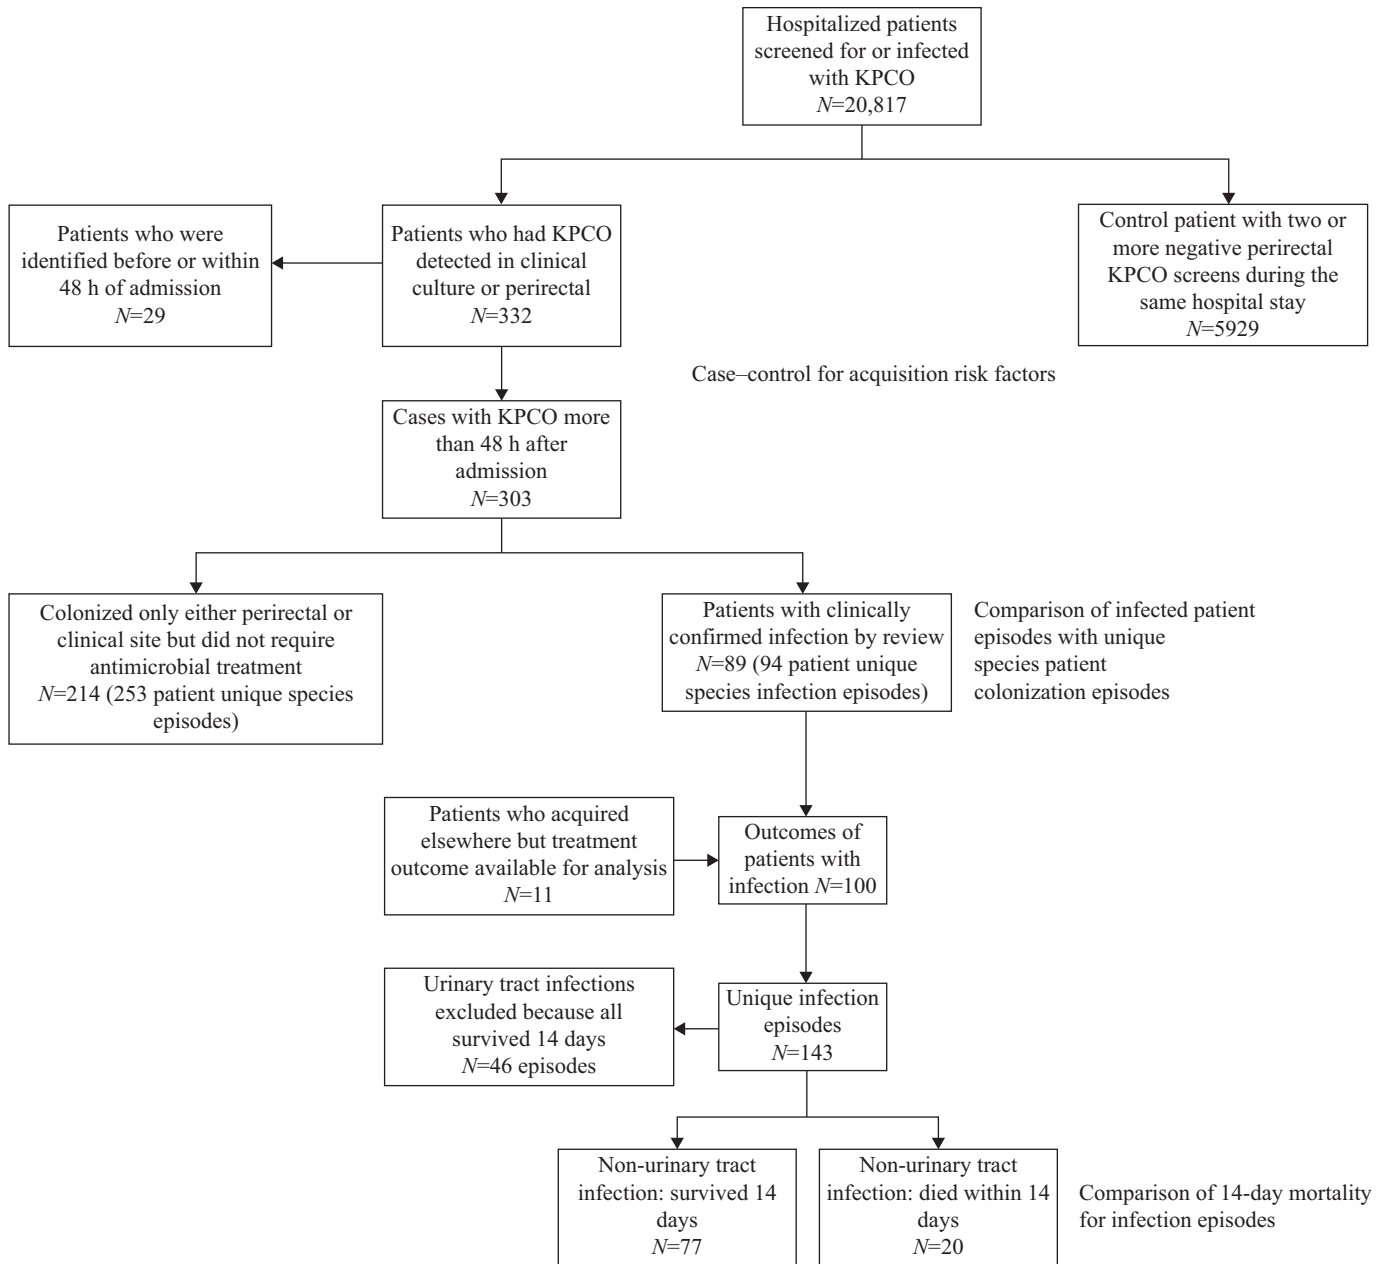 Hospitalized patients
screened for or infected
with KPCO
N=20,817
Patients who were
identified before or within
48 h of admission
N=29
Patients who had KPCO
detected in clinical
culture or perirectal
N=332
Control patient with two or
more negative perirectal
KPCO screens during the
same hospital stay
N=5929
Case–control for acquisition risk factors
Cases with KPCO more
than 48 h after
admission
N=303
Colonized only either perirectal or
clinical site but did not require
antimicrobial treatment
N=214 (253 patient unique species
episodes)
Patients with clinically
confirmed infection by review
N=89 (94 patient unique
species infection episodes)
Comparison of infected patient
episodes with unique
species patient
colonization episodes
Patients who acquired
elsewhere but treatment
outcome available for analysis
N=11
Outcomes of
patients with
infection N=100
Urinary tract infections
excluded because all
survived 14 days
N=46 episodes
Unique infection
episodes
N=143
Non-urinary tract
infection: survived 14
days
N=77
Non-urinary tract
infection: died within 14
days
N=20
Comparison of 14-day mortality
for infection episodes